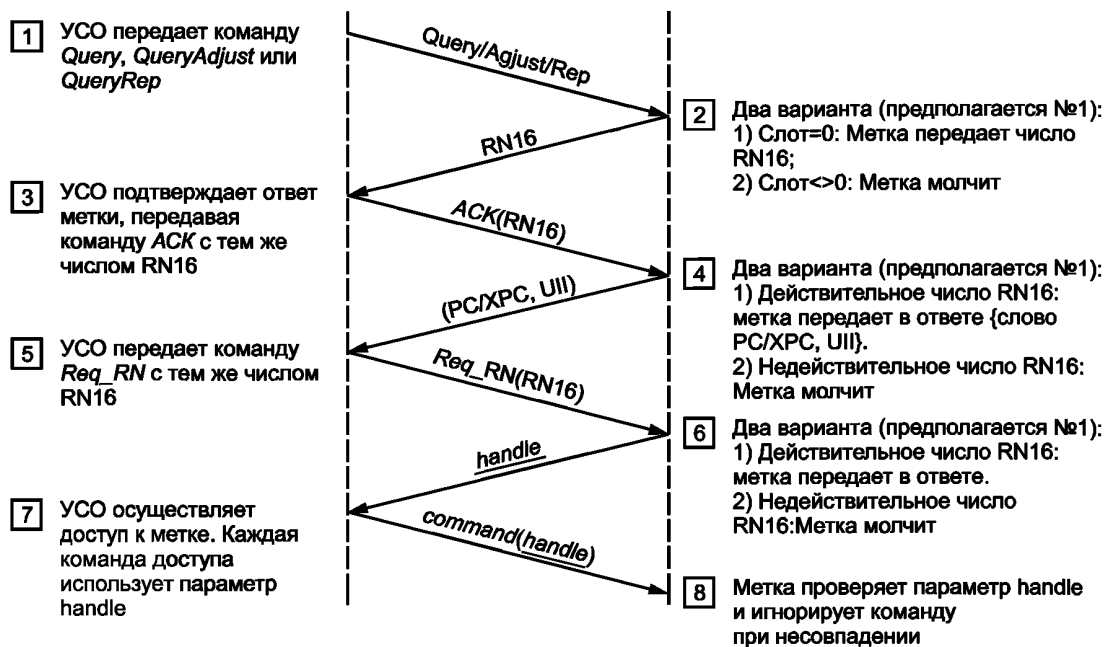 1 УСО передает команду
Query, QueryAdjust или
QueryRep
Query/Agjust/Rep
2 Два варианта (предполагается №1):
1) Слот=0: Метка передает число
RN16;
2) Слот<>0: Метка молчит
RN16
3 УСО подтверждает ответ
метки, передавая
команду ACK с тем же
числом RN16
ACK(RN16)
4 Два варианта (предполагается №1):
1) Действительное число RN16:
метка передает в ответе {слово
PC/XPC, UII}.
2) Недействительное число RN16:
Метка молчит
(PC/XPC, UII)
5 УСО передает команду
Req_RN с тем же числом
RN16
Req_RN(RN16)
6 Два варианта (предполагается №1):
1) Действительное число RN16:
метка передает в ответе.
2) Недействительное число
RN16:Метка молчит
handle
7 УСО осуществляет
доступ к метке. Каждая
команда доступа
использует параметр
handle
command(handle)
8 Метка проверяет параметр handle
и игнорирует команду
при несовпадении